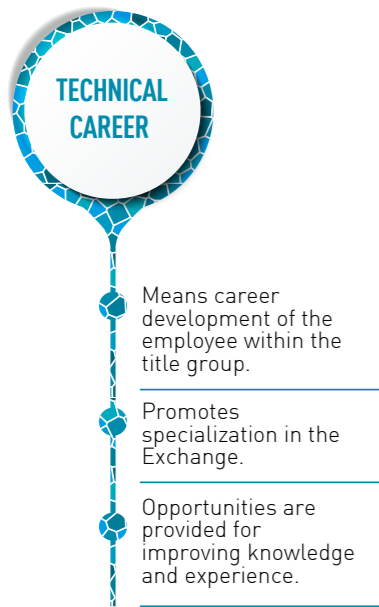 TECHNICAL
CAREER
Means career
development of the
employee within the
title group.
Promotes
specialization in the
Exchange.
Opportunities are
provided for
improving knowledge
and experience.